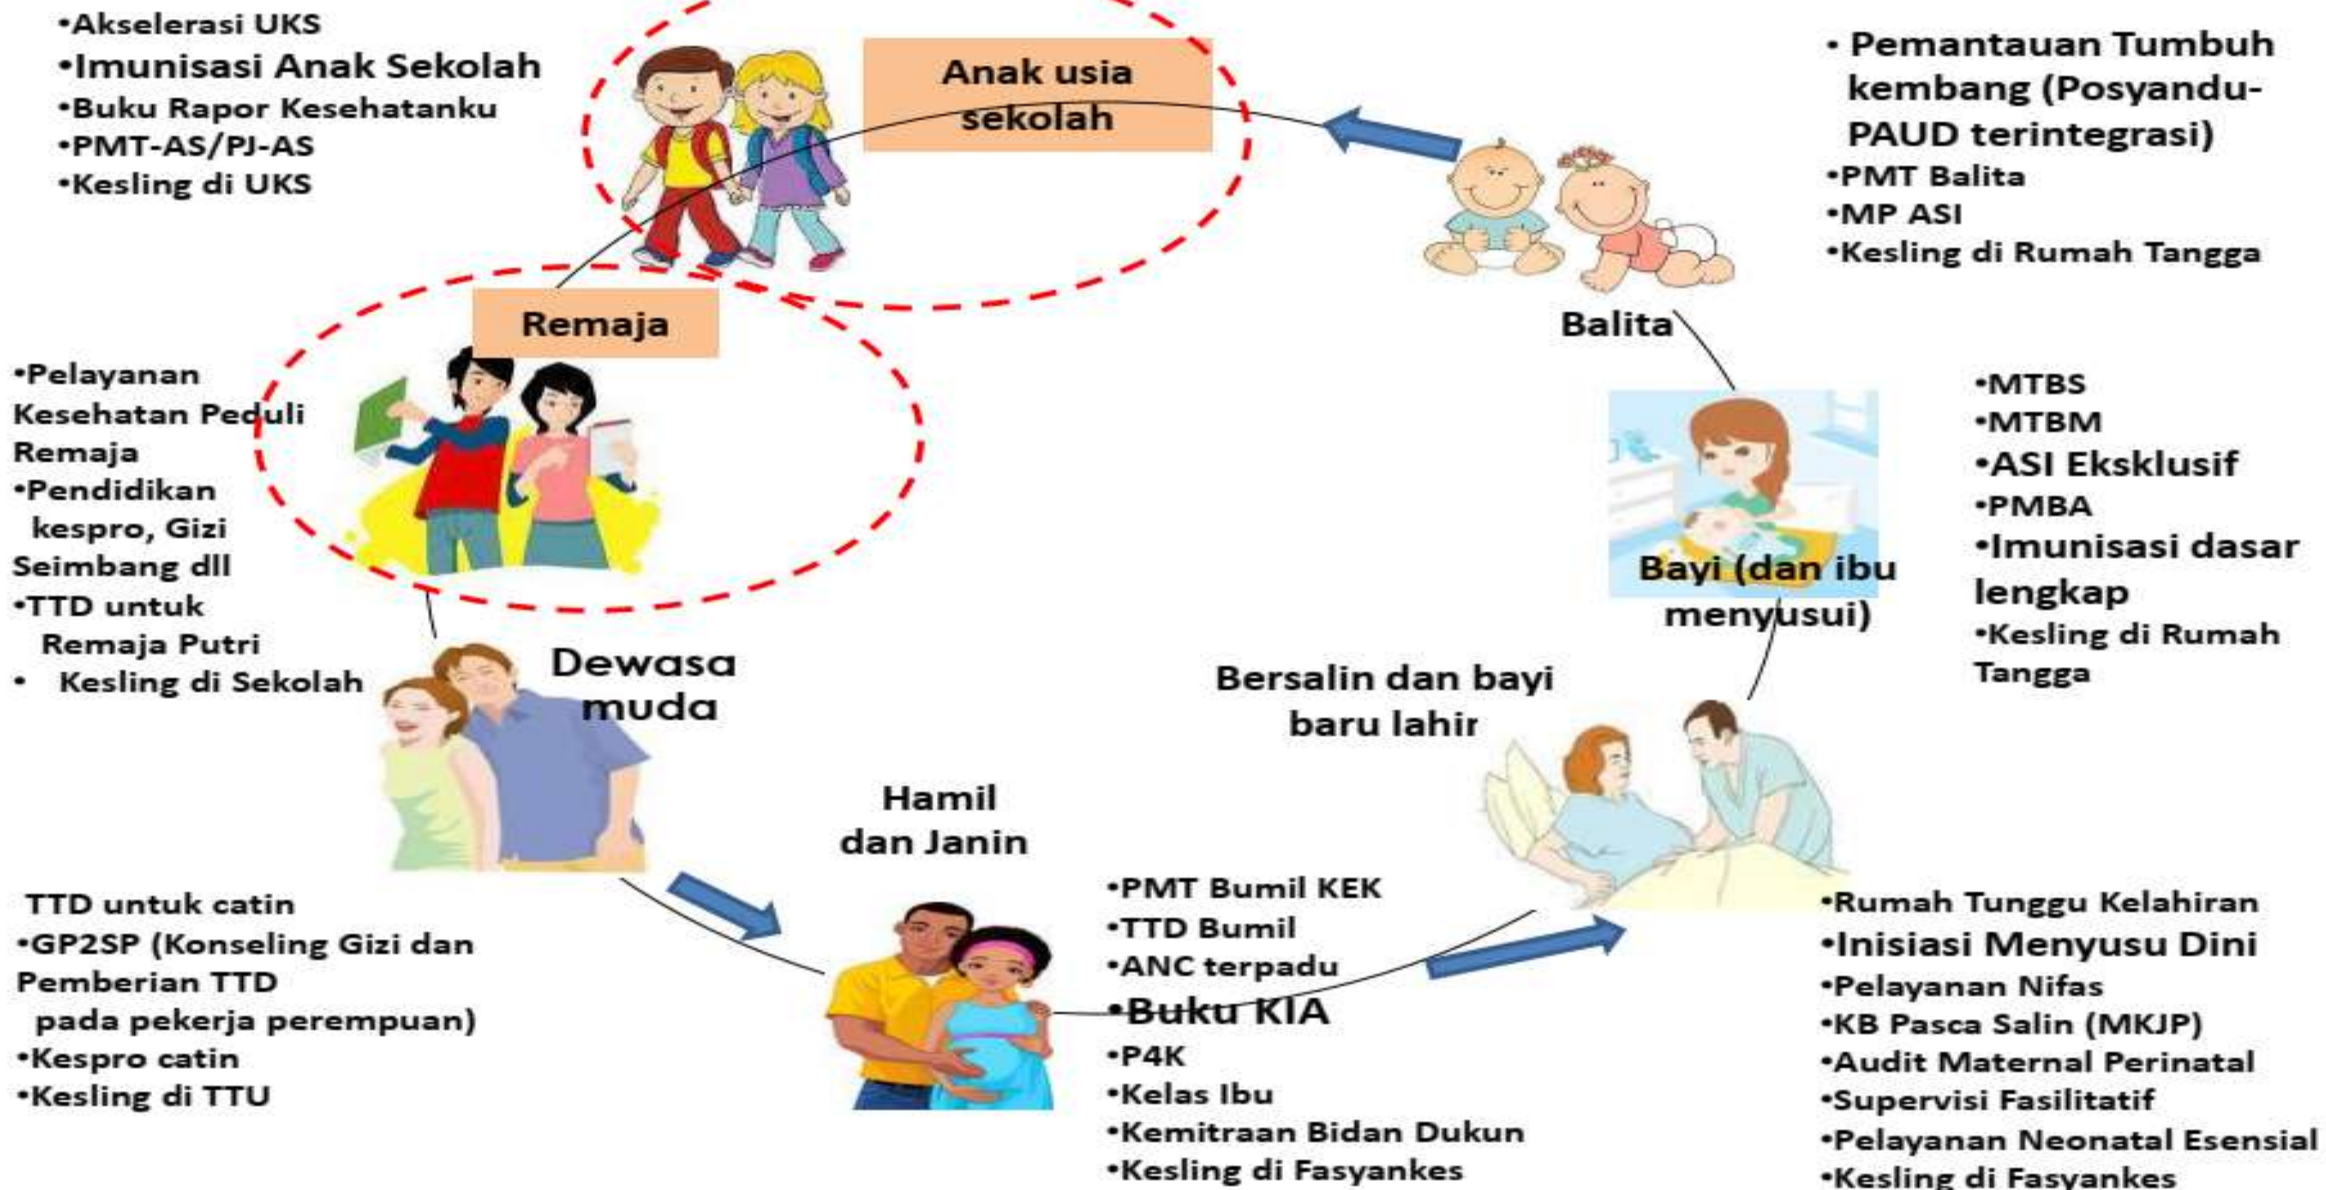 •Akselerasi UKS
•Imunisasi Anak Sekolah
•Buku Rapor Kesehatanku
•PMT-AS/PJ-AS
•Kesling di UKS
Anak usia
sekolah
• Pemantauan Tumbuh
kembang (Posyandu-
PAUD terintegrasi)
•PMT Balita
•MP ASI
•Kesling di Rumah Tangga
Balita
Remaja
•Pelayanan
Kesehatan Peduli
Remaja
•Pendidikan
kespro, Gizi
Seimbang dll
•TTD untuk
Remaja Putri
• Kesling di Sekolah
•MTBS
•MTBM
•ASI Eksklusif
•PMBA
•Imunisasi dasar
lengkap
•Kesling di Rumah
Tangga
Bayi (dan ibu
menyusui)
Dewasa
muda
Bersalin dan bayi
baru lahir
Hamil
dan Janin
TTD untuk catin
•GP2SP (Konseling Gizi dan
Pemberian TTD
pada pekerja perempuan)
•Kespro catin
•Kesling di TTU
•PMT Bumil KEK
•TTD Bumil
•ANC terpadu
•Buku KIA
•P4K
•Kelas Ibu
•Kemitraan Bidan Dukun
•Kesling di Fasyankes
•Rumah Tunggu Kelahiran
•Inisiasi Menyusu Dini
•Pelayanan Nifas
•KB Pasca Salin (MKJP)
•Audit Maternal Perinatal
•Supervisi Fasilitatif
•Pelayanan Neonatal Esensial
•Kesling di Fasyankes